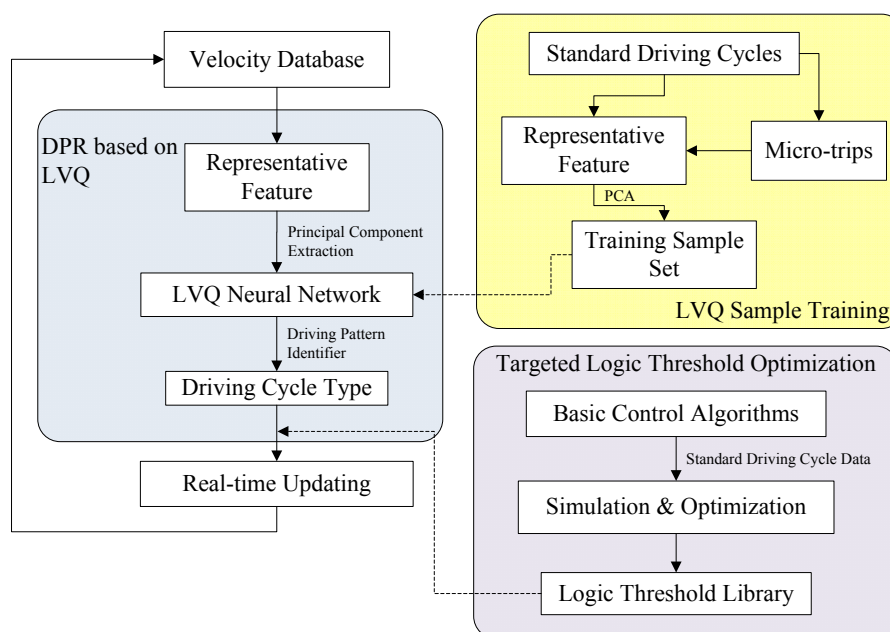 Velocity Database
DPR based on
LVQ
Representative
Feature
Principal Component
Extraction
LVQ Neural Network
Driving Pattern
Identifier
Driving Cycle Type
Real-time Updating
Standard Driving Cycles
Representative
Feature
Micro-trips
PCA
Training Sample
Set
LVQ Sample Training
Targeted Logic Threshold Optimization
Basic Control Algorithms
Standard Driving Cycle Data
Simulation & Optimization
Logic Threshold Library